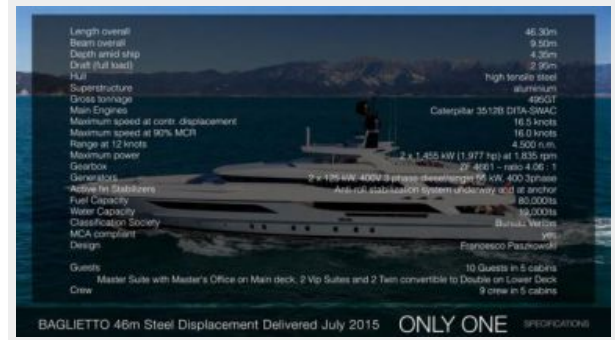 Length overall 46.30m
Beam overall 9.50m
Depth amid ship 4.35m
Draft (full load) 2.95m
Hull high tensile steel
Superstructure aluminium
Gross tonnage 495GT
Main Engines Caterpillar 3512B DITA-SWAC
Maximum speed at contr. displacement 16.5 knots
Maximum speed at 90% MCR 16.0 knots
Range at 12 knots 4,500 n.m.
Maximum power 2 x 1,455 kW (1,977 hp) at 1,835 rpm
Gearbox ZF 4661 – ratio 4.06 : 1
Generators 2 x 125 kW, 400V 3 phase 55 kW, 400 3phase
Active fin Stabilizers Anti-roll stabilization system underway and at anchor
Fuel Capacity 80,000lts
Water Capacity 19,000lts
Classification Society Bureau Veritas
MCA compliant yes
Design Francesco Paszkowski
Guests 10 Guests in 5 cabins
Master Suite with Master's Office on Main deck, 2 Vip Suites and 2 Twin convertible to Double on Lower Deck
Crew 9 crew in 5 cabins
BAGLIETTO 46m Steel Displacement Delivered July 2015 ONLY ONE SPECIFICATIONS